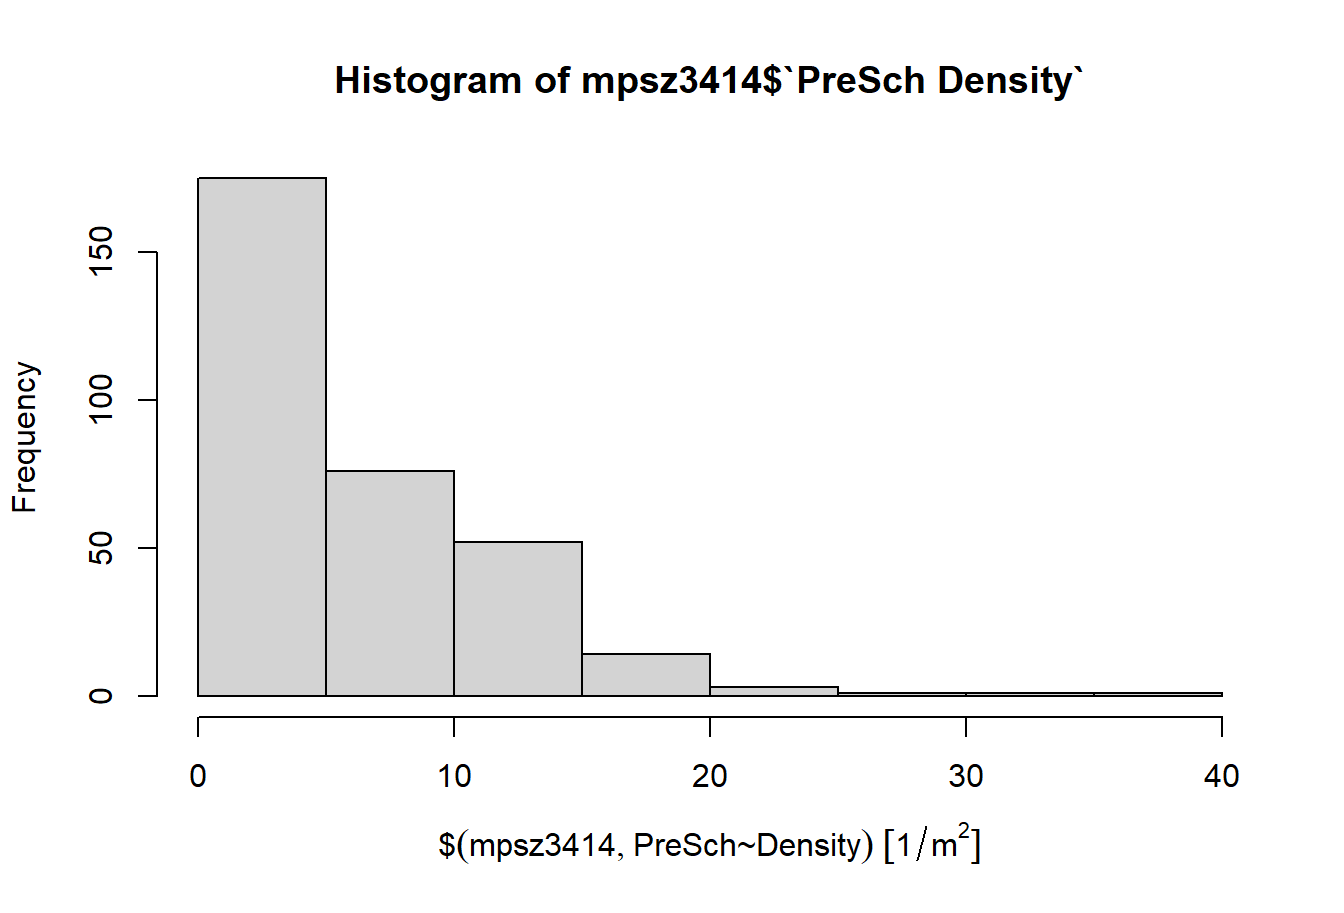 Histogram of mpsz3414$`PreSch Density`
Frequency
150
100
50
0
0 10 20 30 40
$(mpsz3414, PreSch~Density) [1/m²]